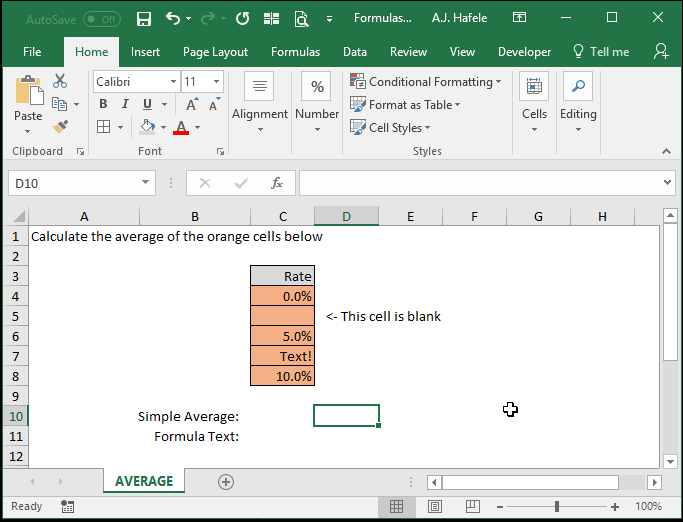 AutoSave Off Formulas... A.J. Hafele
File Home Insert Page Layout Formulas Data Review View Developer Tell me
Calibri 11 Conditional Formatting
Paste B I U A A Alignment % Number Format as Table Cells Editing
A Cell Styles
Clipboard Font Styles
D10 fx
A B C D E F G H
1 Calculate the average of the orange cells below
2
3 Rate
4 0.0%
5 <- This cell is blank
6 5.0%
7 Text!
8 10.0%
9
10 Simple Average:
11 Formula Text:
12
AVERAGE
Ready 100%